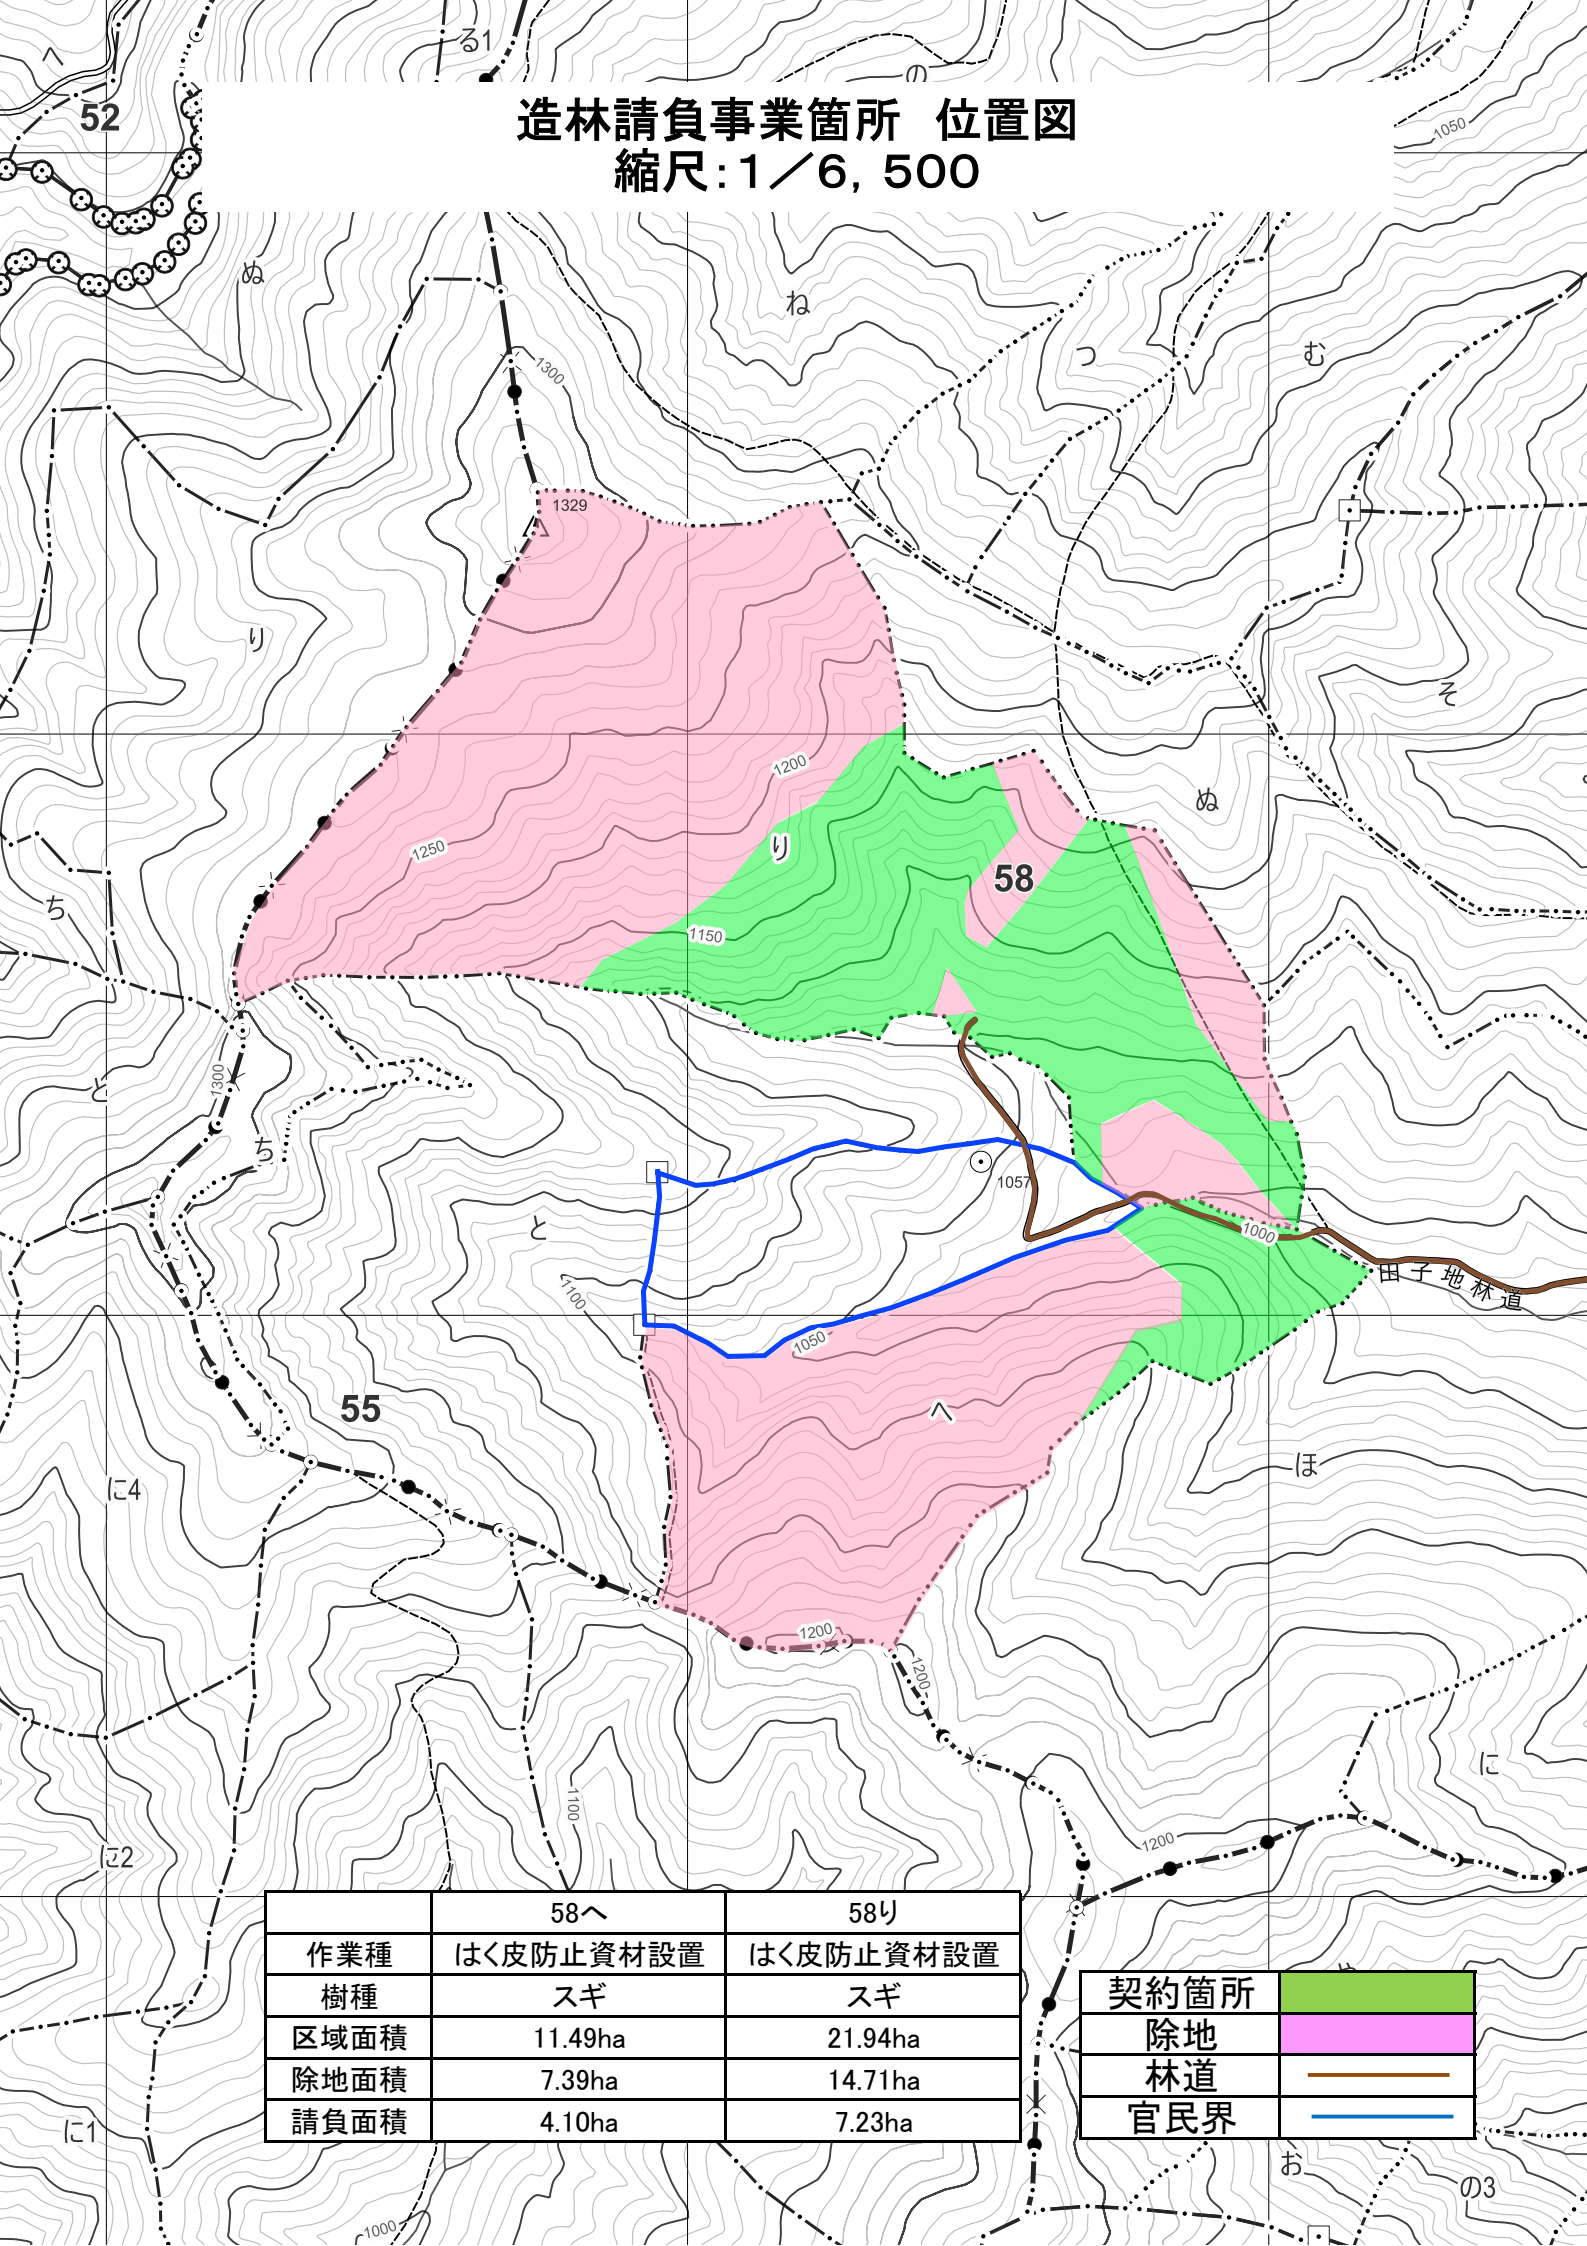 へ
る1
の
52
造林請負事業箇所　位置図
縮尺：１／６，５００
1050
ぬ
ね
つ
む
1300
1329
り
そ
1200
ぬ
り
1250
58
ち
1150
と
1300
ち
1057
と
1000
田子地林道
1100
1050
55
へ
ほ
に4
1200
1200
に
1100
1200
に2
58へ 58り
作業種 はく皮防止資材設置 はく皮防止資材設置
樹種 スギ スギ
区域面積 11.49ha 21.94ha
除地面積 7.39ha 14.71ha
請負面積 4.10ha 7.23ha
契約箇所
除地
林道
官民界
に1
お
の3
1000